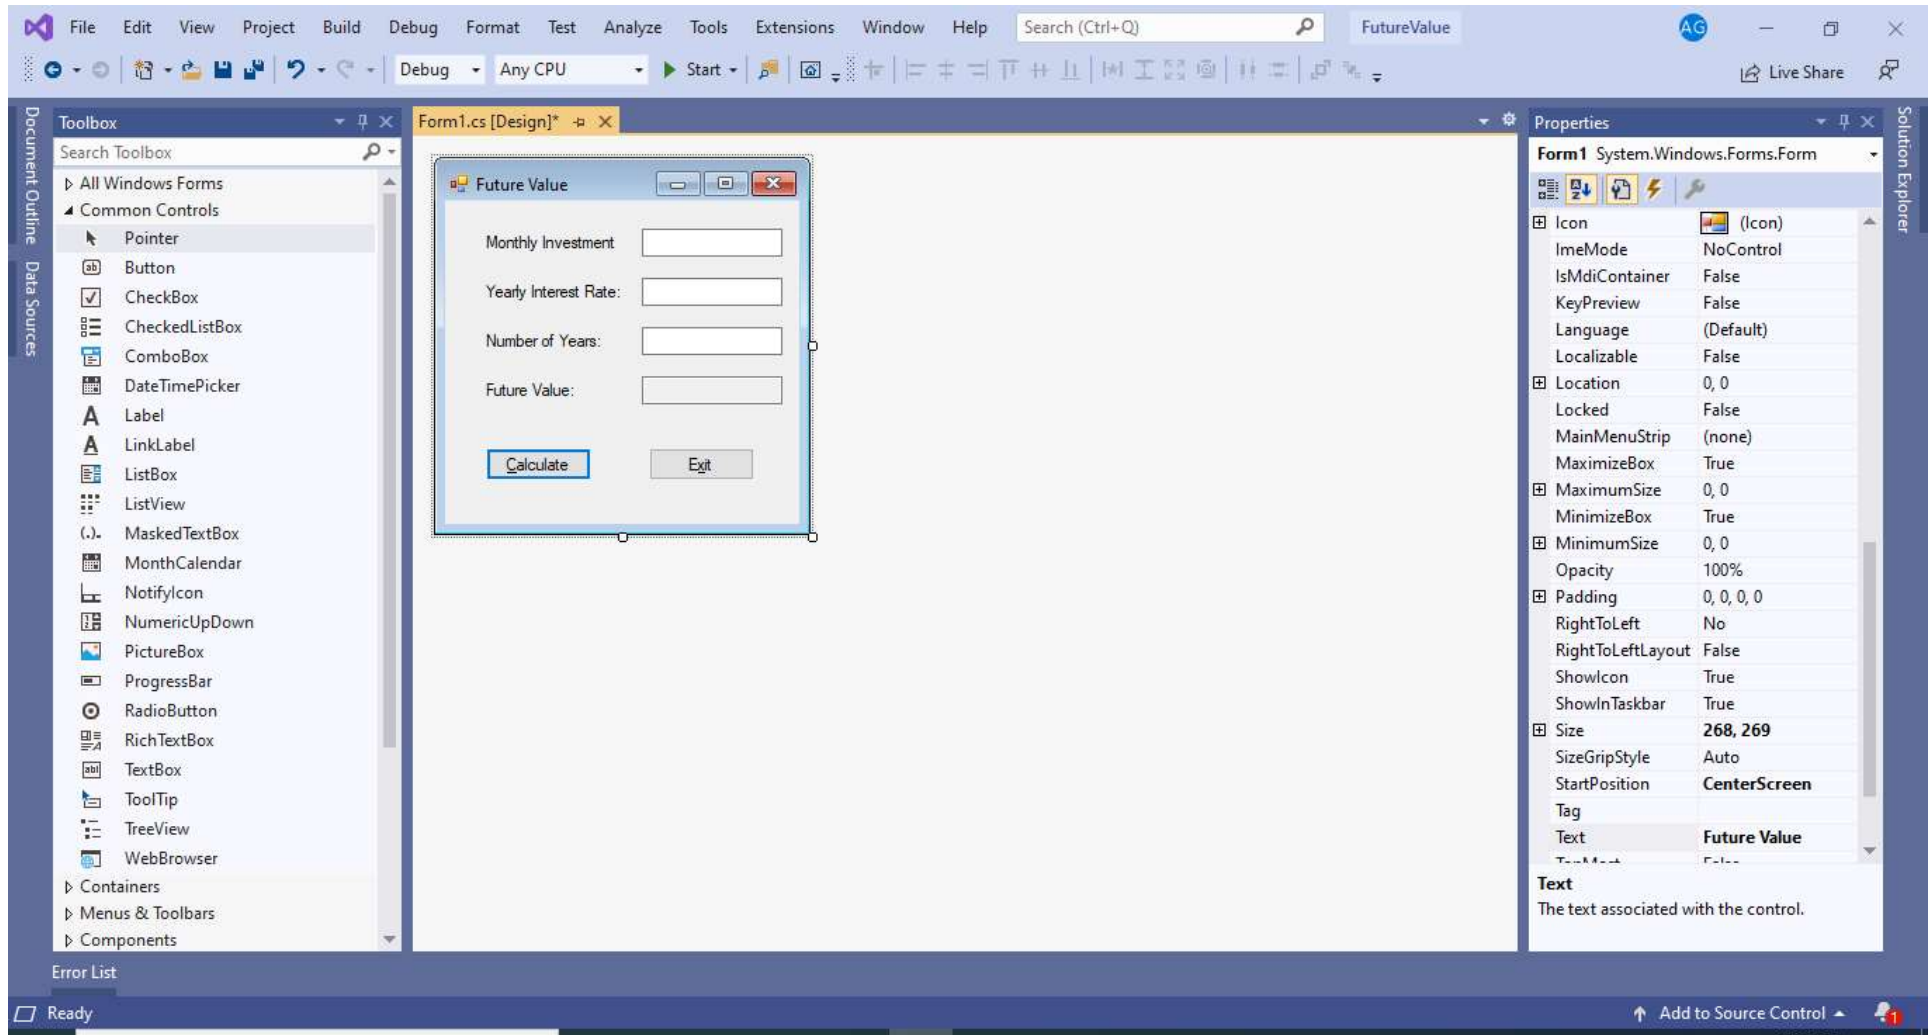 File Edit View Project Build Debug Format Test Analyze Tools Extensions Window Help Search (Ctrl+Q) FutureValue AG
Debug Any CPU Start Live Share
Document Outline
Data Sources
Toolbox
Search Toolbox
All Windows Forms
Common Controls
Pointer
Button
CheckBox
CheckedListBox
ComboBox
DateTimePicker
Label
LinkLabel
ListBox
ListView
MaskedTextBox
MonthCalendar
NotifyIcon
NumericUpDown
PictureBox
ProgressBar
RadioButton
RichTextBox
TextBox
ToolTip
TreeView
WebBrowser
Containers
Menus & Toolbars
Components
Form1.cs [Design]*
Future Value
Monthly Investment
Yearly Interest Rate:
Number of Years:
Future Value:
Calculate Exit
Properties
Form1 System.Windows.Forms.Form
Icon (Icon)
ImeMode NoControl
IsMdiContainer False
KeyPreview False
Language (Default)
Localizable False
Location 0, 0
Locked False
MainMenuStrip (none)
MaximizeBox True
MaximumSize 0, 0
MinimizeBox True
MinimumSize 0, 0
Opacity 100%
Padding 0, 0, 0, 0
RightToLeft No
RightToLeftLayout False
ShowIcon True
ShowInTaskbar True
Size 268, 269
SizeGripStyle Auto
StartPosition CenterScreen
Tag
Text Future Value
Text
The text associated with the control.
Solution Explorer
Error List
Ready Add to Source Control 1